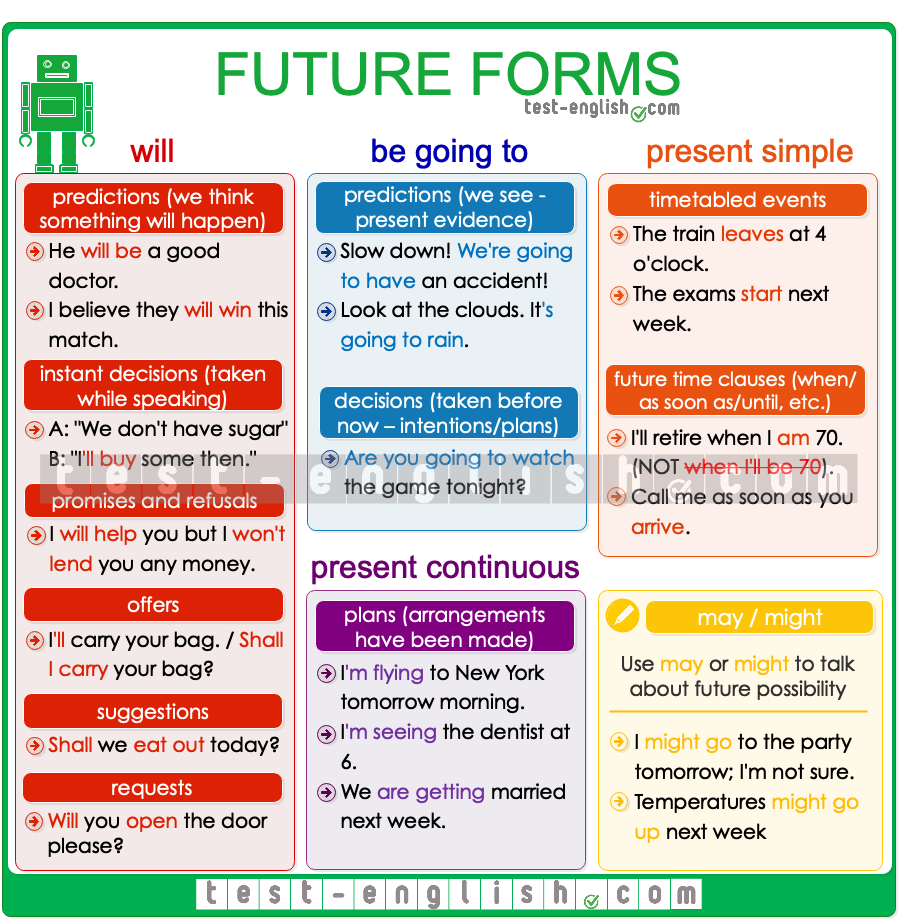 FUTURE FORMS
test-english.com
will
predictions (we think
something will happen)
He will be a good
doctor.
I believe they will win this
match.
instant decisions (taken
while speaking)
A: "We don't have sugar"
B: "I'll buy some then."
promises and refusals
I will help you but I won't
lend you any money.
offers
I'll carry your bag. / Shall
I carry your bag?
suggestions
Shall we eat out today?
requests
Will you open the door
please?
be going to
predictions (we see -
present evidence)
Slow down! We're going
to have an accident!
Look at the clouds. It's
going to rain.
decisions (taken before
now – intentions/plans)
Are you going to watch
the game tonight?
present continuous
plans (arrangements
have been made)
I'm flying to New York
tomorrow morning.
I'm seeing the dentist at
6.
We are getting married
next week.
present simple
timetabled events
The train leaves at 4
o'clock.
The exams start next
week.
future time clauses (when/
as soon as/until, etc.)
I'll retire when I am 70.
(NOT when I'll be 70).
Call me as soon as you
arrive.
may / might
Use may or might to talk
about future possibility
I might go to the party
tomorrow; I'm not sure.
Temperatures might go
up next week
test-english.com
test-english.com